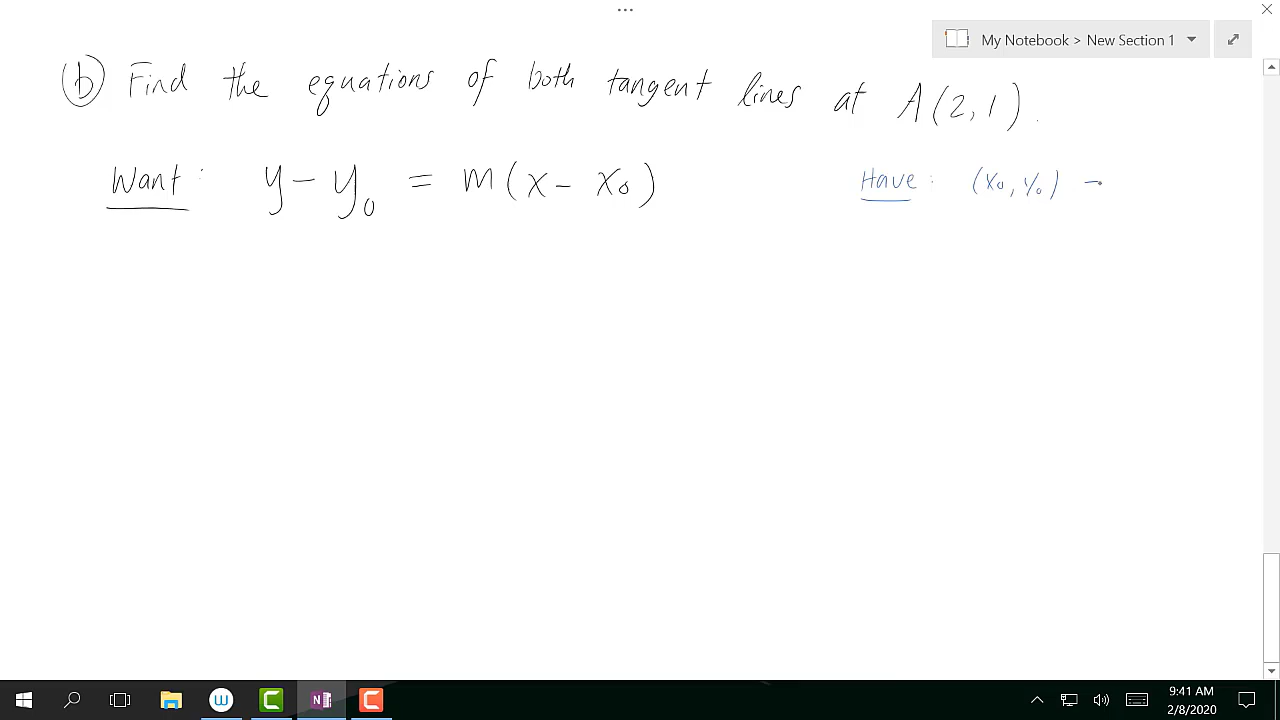 My Notebook > New Section 1
(b) Find the equations of both tangent lines at A(2,1).
Want: y - y₀ = m(x - x₀)
Have: (x₀, y₀) -
9:41 AM
2/8/2020